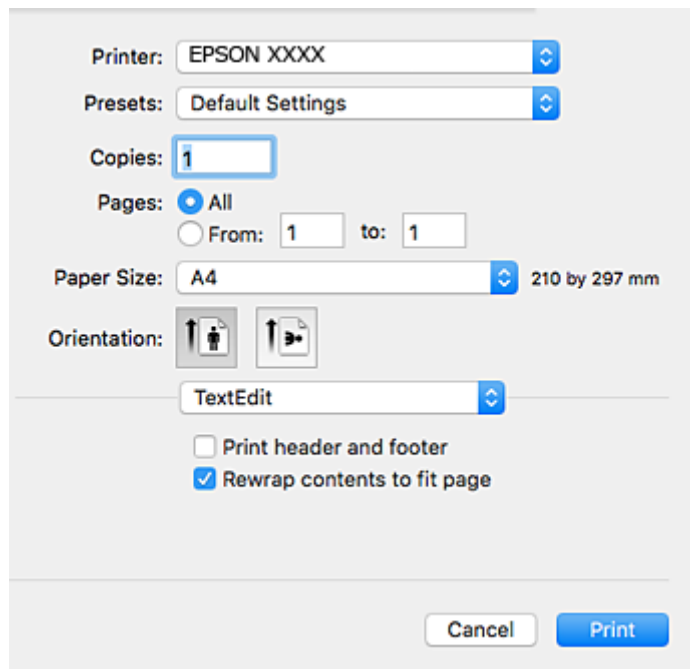 Printer: EPSON XXXX
Presets: Default Settings
Copies: 1
Pages: All
From: 1 to: 1
Paper Size: A4 210 by 297 mm
Orientation:
TextEdit
Print header and footer
Rewrap contents to fit page
Cancel Print